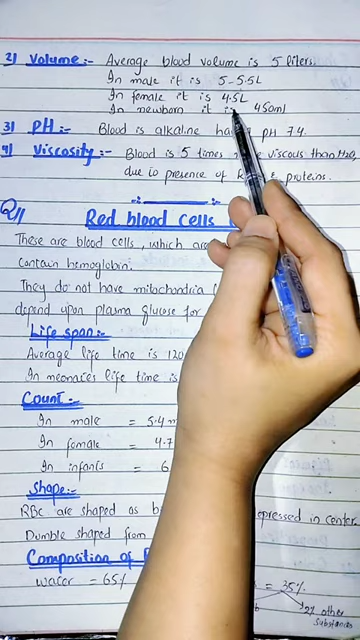 2) Volume:- Average blood volume is 5 liters.
In male it is 5-5.5L
In female it is 4.5L
In newborn it is 450ml
3) PH:- Blood is alkaline PH 7.4
4) Viscosity:- Blood is 5 times viscous than H2O,
due to presence of & proteins.
Q11 Red blood Cells
These are blood cells, which are
contain hemoglobin.
They do not have mitochondria
depend upon plasma glucose for
Life span:-
Average life time is 120
In neonates life time is
Count:-
In male = 5.4
In female = 4.7
In infants = 6
Shape:-
RBC are shaped as epressed in center.
Dumble shaped from
Composition of
water = 65% = 35%
2% other
substances